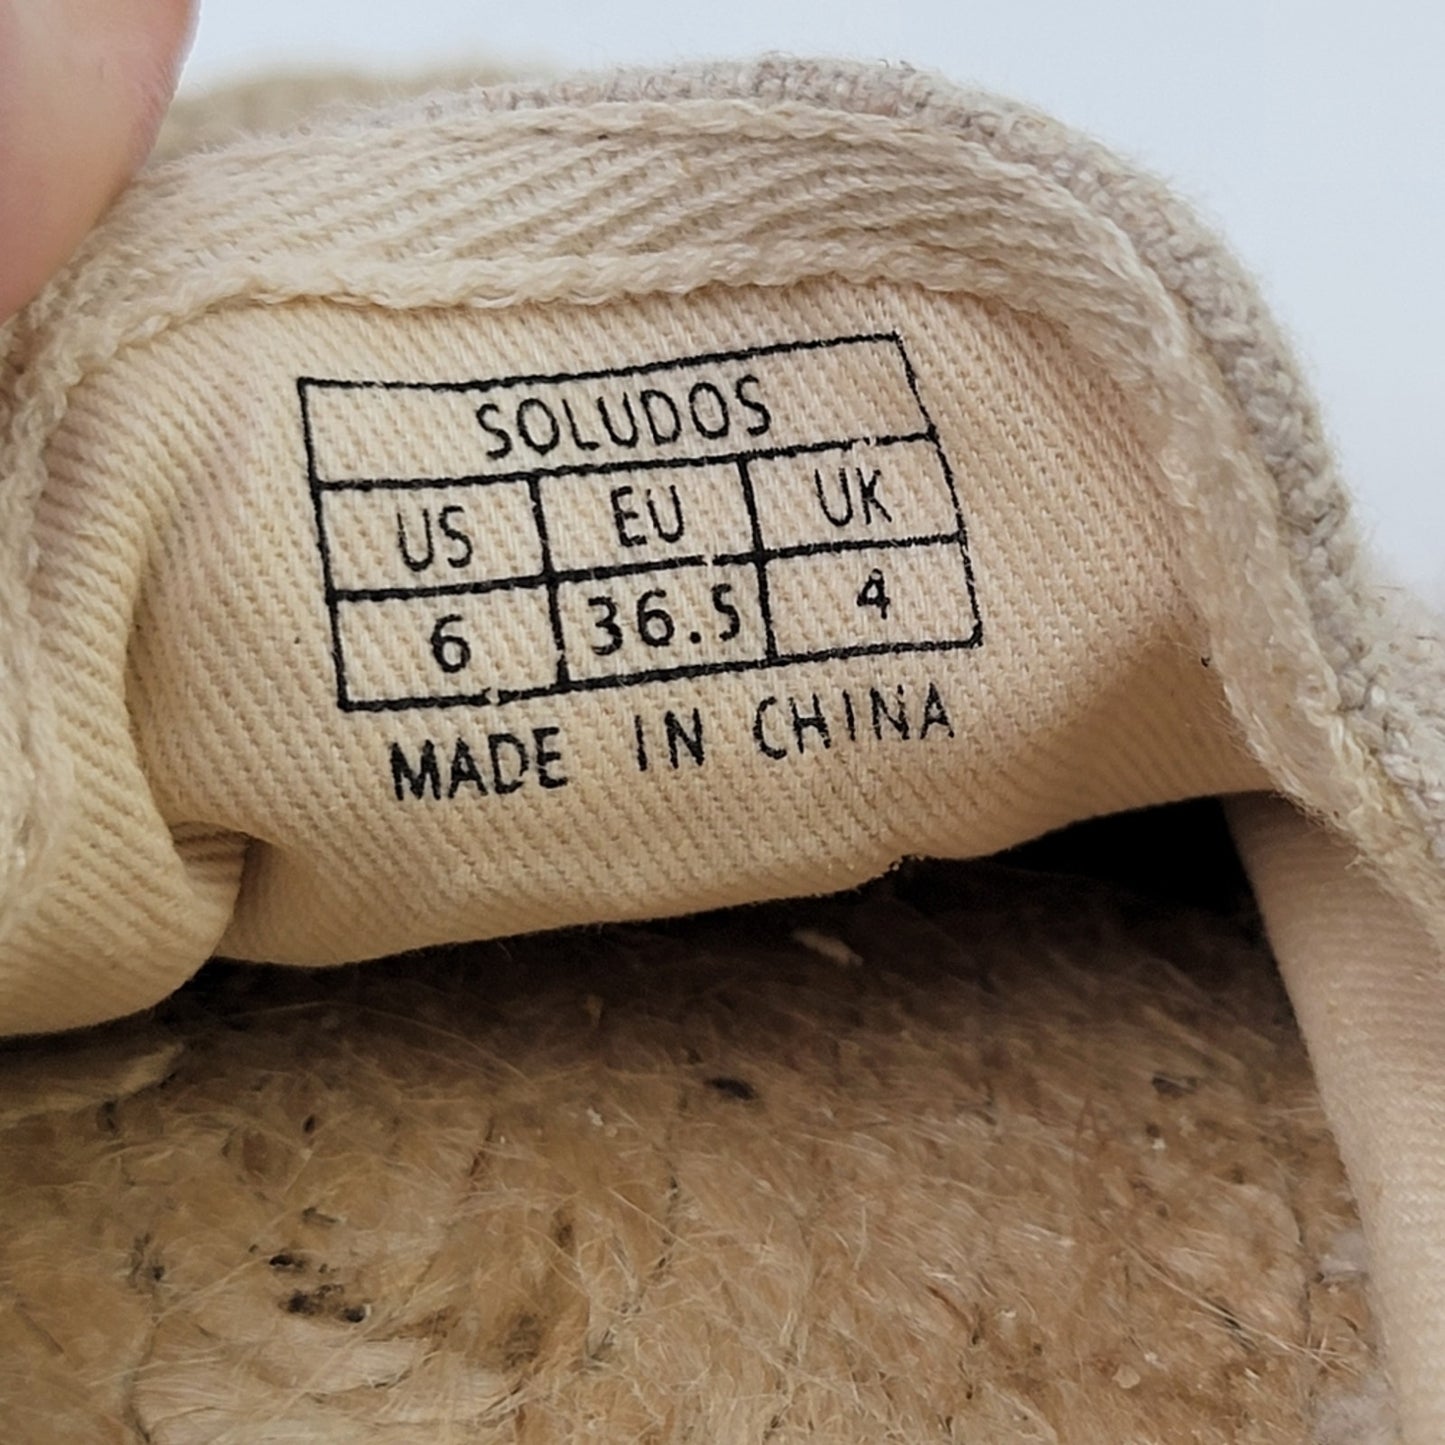 SOLUDOS
US EU UK
6 36.5 4
MADE IN CHINA